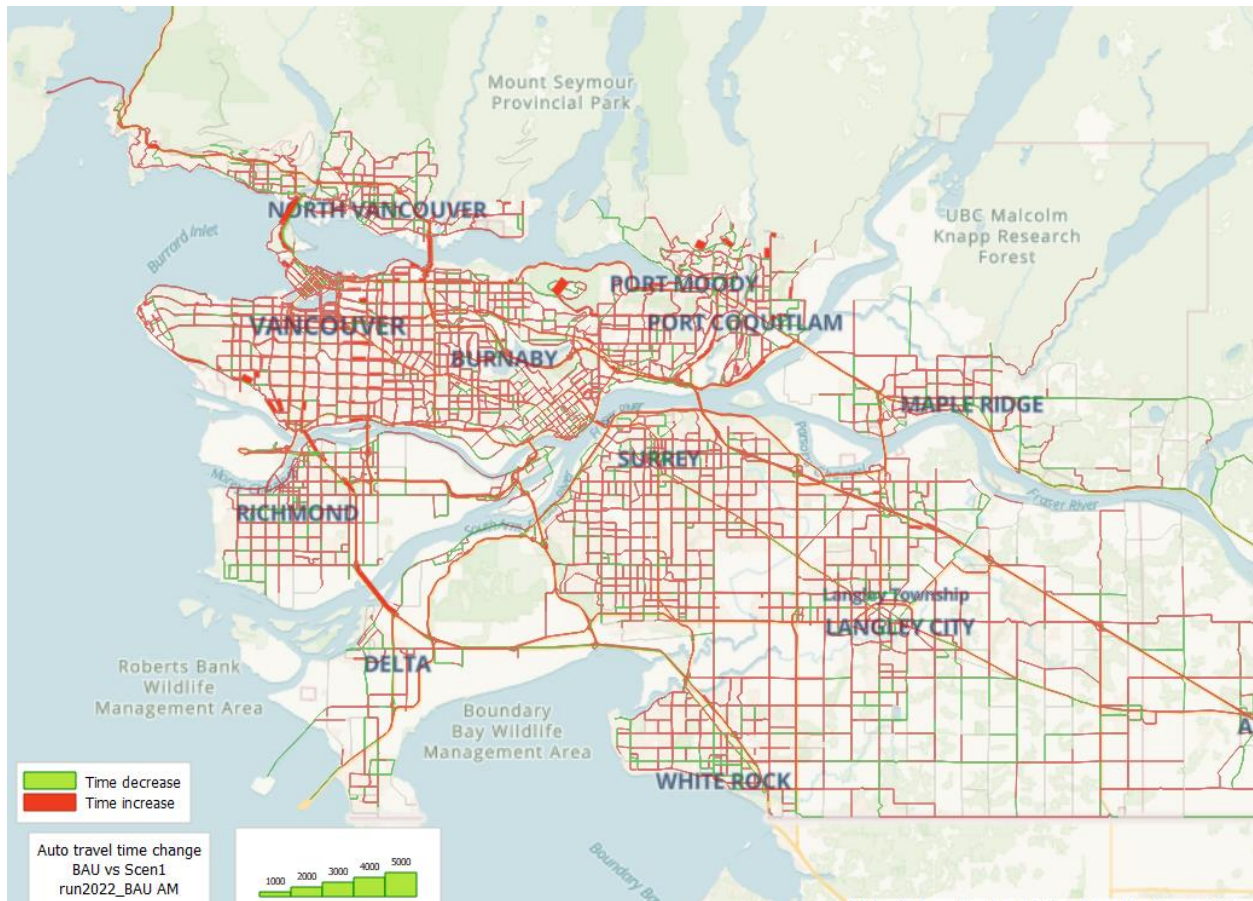 Mount Seymour
Provincial Park
NORTH VANCOUVER
UBC Malcolm
Knapp Research
Forest
Burrard Inlet
PORT MOODY
VANCOUVER
PORT COQUITLAM
BURNABY
MAPLE RIDGE
Fraser River
SURREY
Fraser River
RICHMOND
Langley Township
LANGLEY CITY
DELTA
Roberts Bank
Wildlife
Management Area
Boundary
Bay Wildlife
Management Area
A
WHITE ROCK
Time decrease
Time increase
Auto travel time change
BAU vs Scen1
run2022_BAU AM
1000 2000 3000 4000 5000